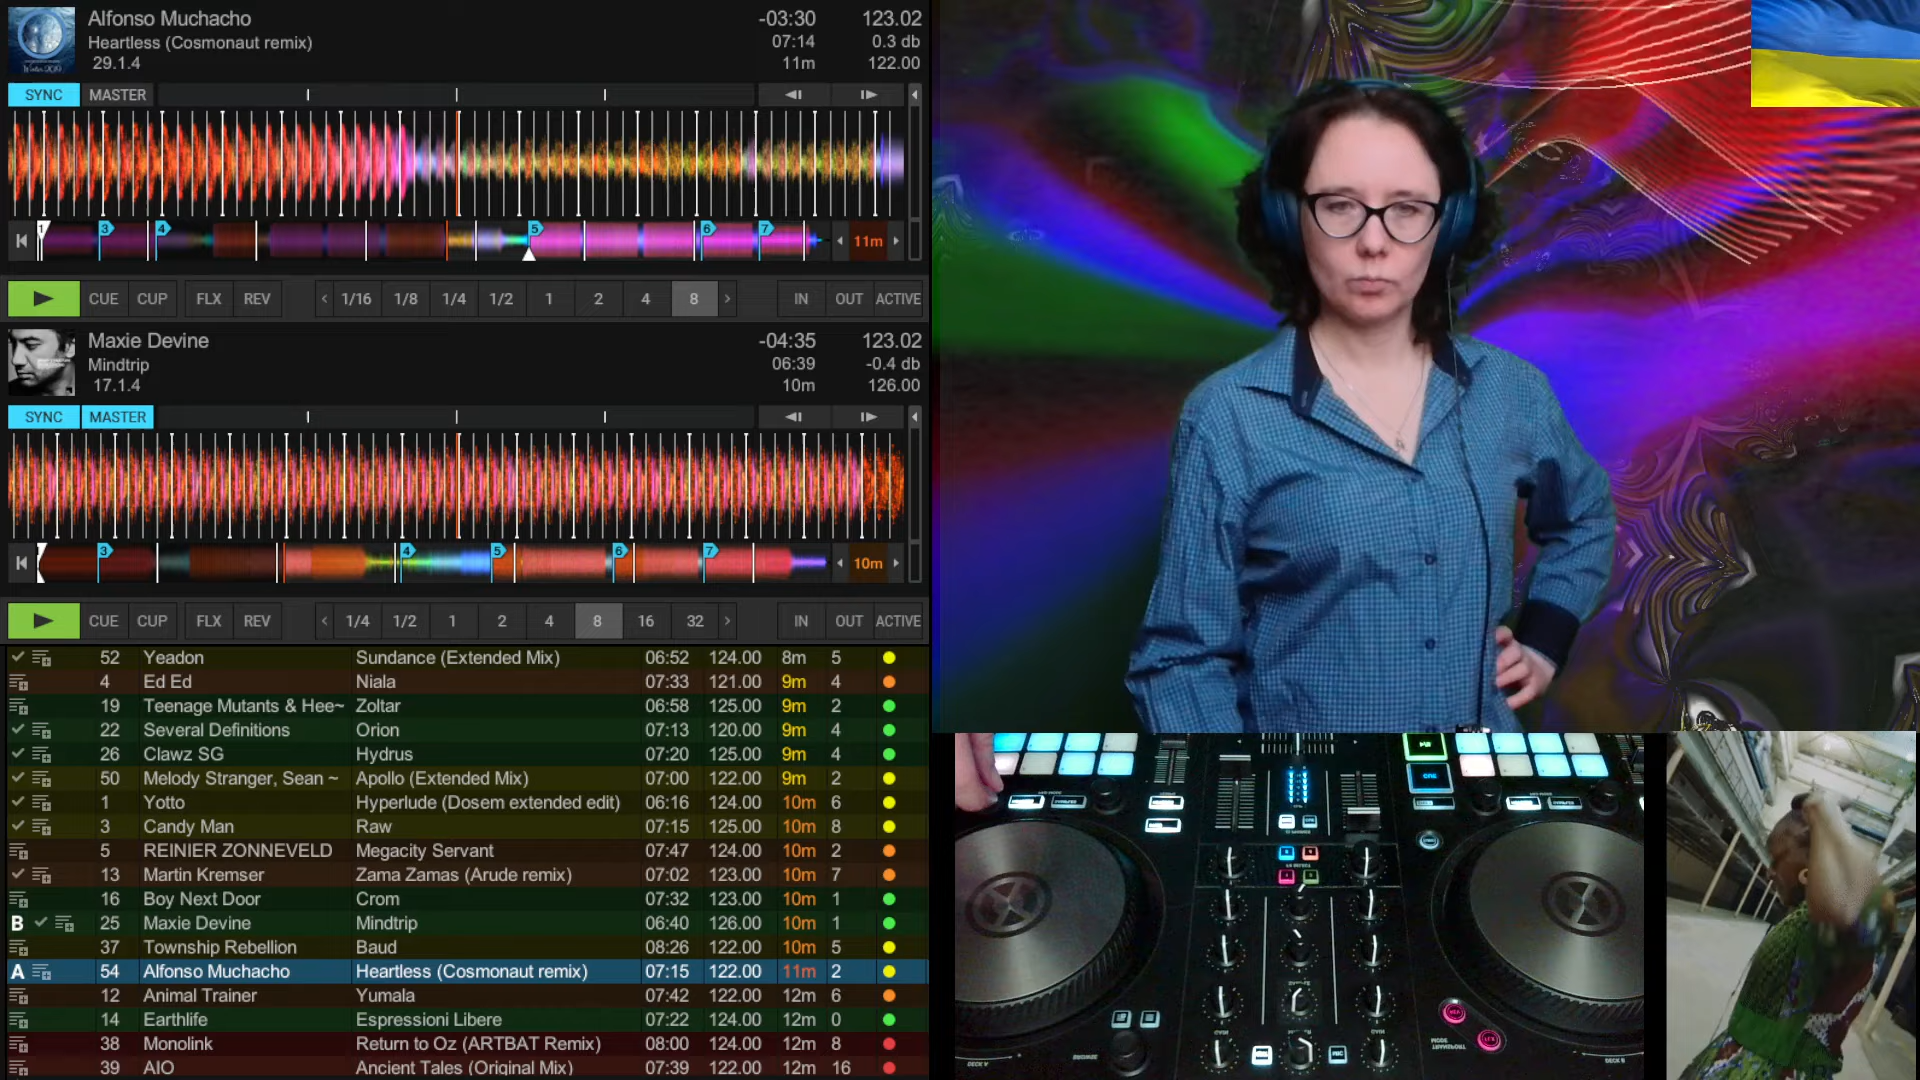 Alfonso Muchacho -03:30 123.02
Heartless (Cosmonaut remix) 07:14 0.3 db
29.1.4 11m 122.00
SYNC MASTER
1 3 4 5 6 7 11m
CUE CUP FLX REV 1/16 1/8 1/4 1/2 1 2 4 8 IN OUT ACTIVE
Maxie Devine -04:35 123.02
Mindtrip 06:39 -0.4 db
17.1.4 10m 126.00
SYNC MASTER
3 4 5 6 7 10m
CUE CUP FLX REV 1/4 1/2 1 2 4 8 16 32 IN OUT ACTIVE
52 Yeadon Sundance (Extended Mix) 06:52 124.00 8m 5
4 Ed Ed Niala 07:33 121.00 9m 4
19 Teenage Mutants & Hee~ Zoltar 06:58 125.00 9m 2
22 Several Definitions Orion 07:13 120.00 9m 4
26 Clawz SG Hydrus 07:20 125.00 9m 4
50 Melody Stranger, Sean ~ Apollo (Extended Mix) 07:00 122.00 9m 2
1 Yotto Hyperlude (Dosem extended edit) 06:16 124.00 10m 6
3 Candy Man Raw 07:15 125.00 10m 8
5 REINIER ZONNEVELD Megacity Servant 07:47 124.00 10m 2
13 Martin Kremser Zama Zamas (Arude remix) 07:02 123.00 10m 7
16 Boy Next Door Crom 07:32 123.00 10m 1
B 25 Maxie Devine Mindtrip 06:40 126.00 10m 1
37 Township Rebellion Baud 08:26 122.00 10m 5
A 54 Alfonso Muchacho Heartless (Cosmonaut remix) 07:15 122.00 11m 2
12 Animal Trainer Yumala 07:42 122.00 12m 6
14 Earthlife Espressioni Libere 07:22 124.00 12m 0
38 Monolink Return to Oz (ARTBAT Remix) 08:00 124.00 12m 8
39 AIO Ancient Tales (Original Mix) 07:39 122.00 12m 16